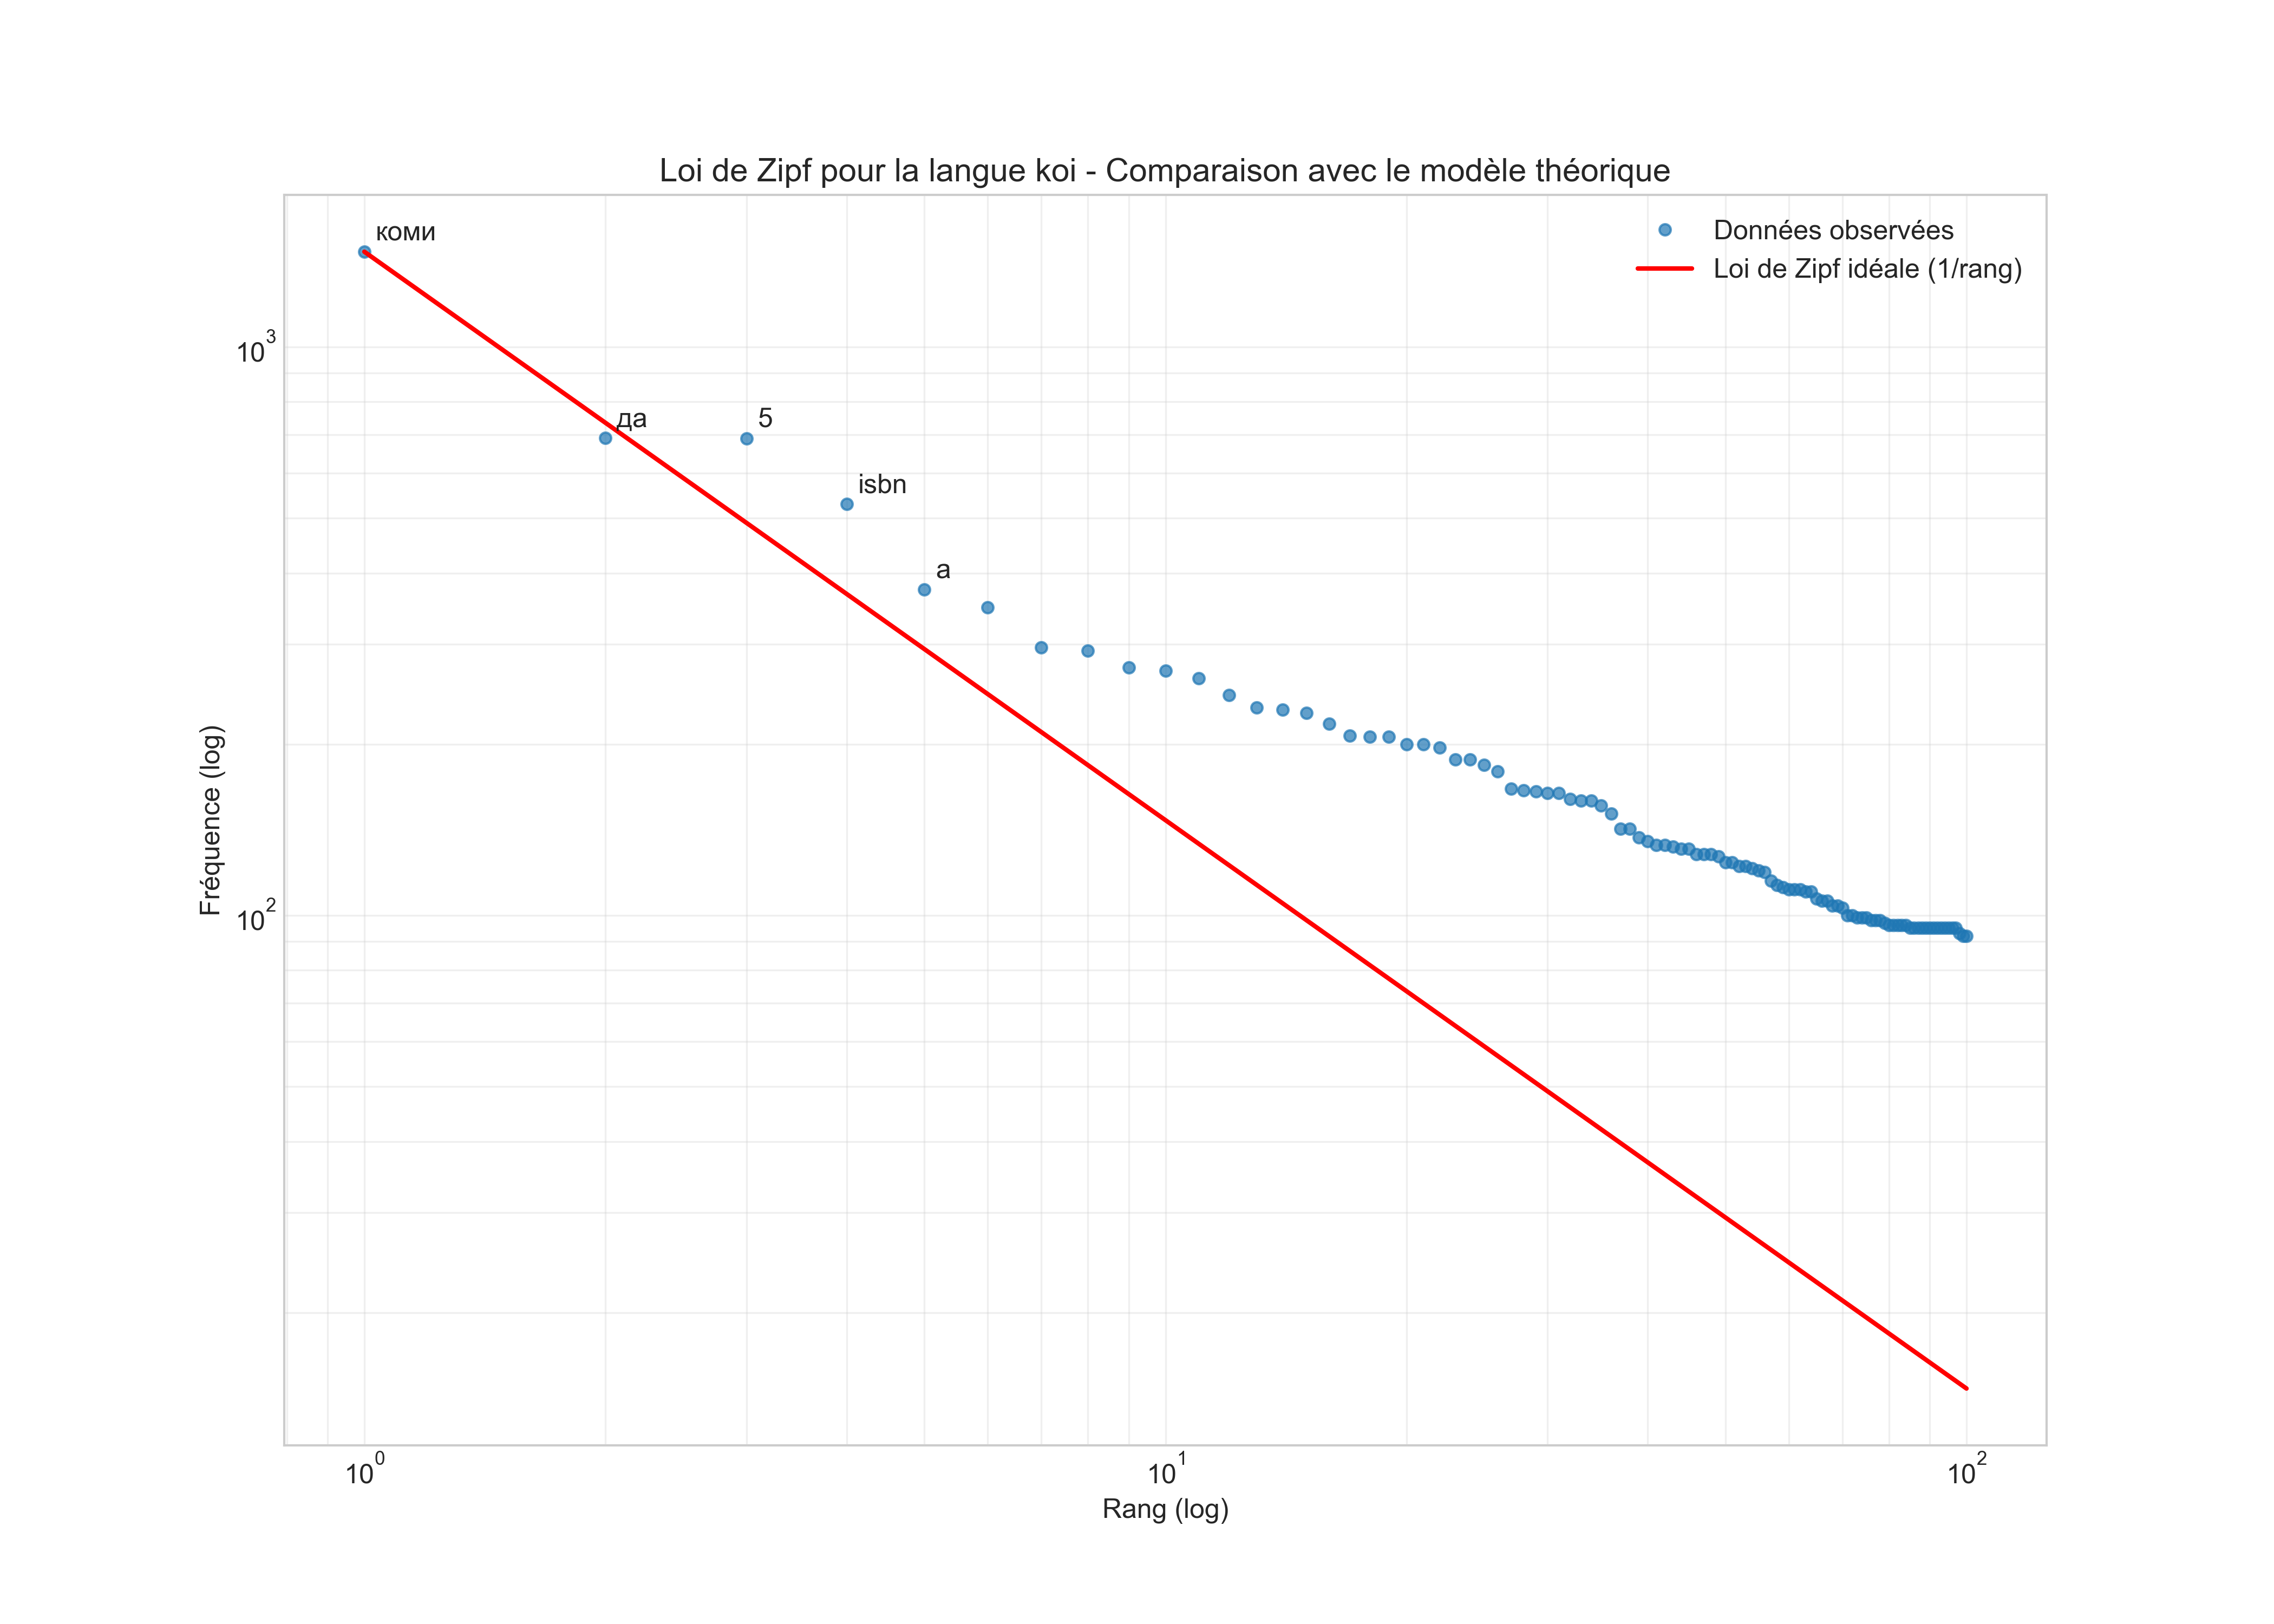 Loi de Zipf pour la langue koi - Comparaison avec le modèle théorique
Données observées
Loi de Zipf idéale (1/rang)
коми
да
5
isbn
а
Fréquence (log)
10³
10²
10⁰
10¹
10²
Rang (log)